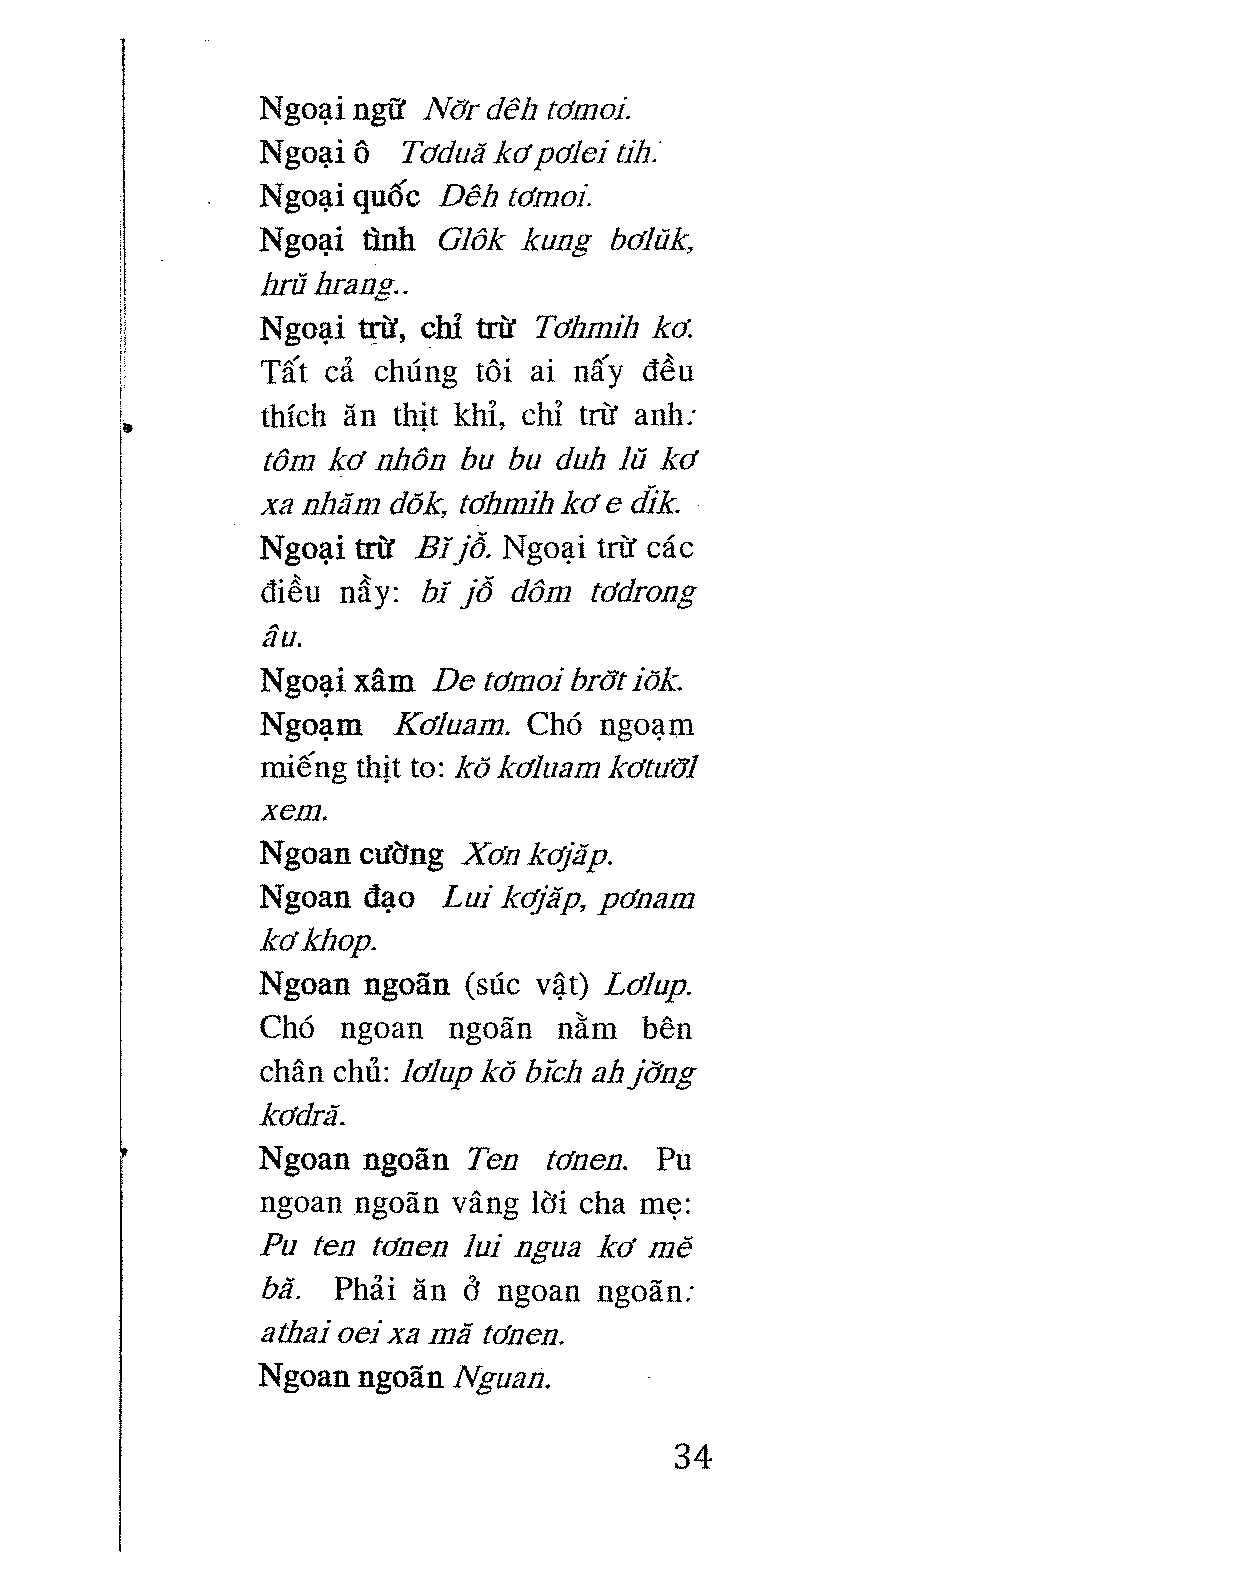 Ngoại ngữ Nơ̆r dêh tơmoi.
Ngoại ô Tơduă kơ pơlei tih.
Ngoại quốc Dêh tơmoi.
Ngoại tình Glôk kung bơlŭk,
hrŭ hrang..
Ngoại trừ, chỉ trừ Tơhmih kơ.
Tất cả chúng tôi ai nấy đều
thích ăn thịt khỉ, chỉ trừ anh:
tôm kơ nhôn bu bu duh lŭ kơ
xa nhăm dŏk, tơhmih kơ e dĭk.
Ngoại trừ Bĭ jô̆. Ngoại trừ các
điều nầy: bĭ jô̆ dôm tơdrong
âu.
Ngoại xâm De tơmoi brơ̆t iŏk.
Ngoạm Kơluam. Chó ngoạm
miếng thịt to: kŏ kơluam kơtươ̆l
xem.
Ngoan cường Xơn kơjăp.
Ngoan đạo Lui kơjăp, pơnam
kơ khop.
Ngoan ngoãn (súc vật) Lơlup.
Chó ngoan ngoãn nằm bên
chân chủ: lơlup kŏ bĭch ah jơ̆ng
kơdră.
Ngoan ngoãn Ten tơnen. Pu
ngoan ngoãn vâng lời cha mẹ:
Pu ten tơnen lui ngua kơ mĕ
bă. Phải ăn ở ngoan ngoãn:
athai oei xa mă tơnen.
Ngoan ngoãn Nguan.
34